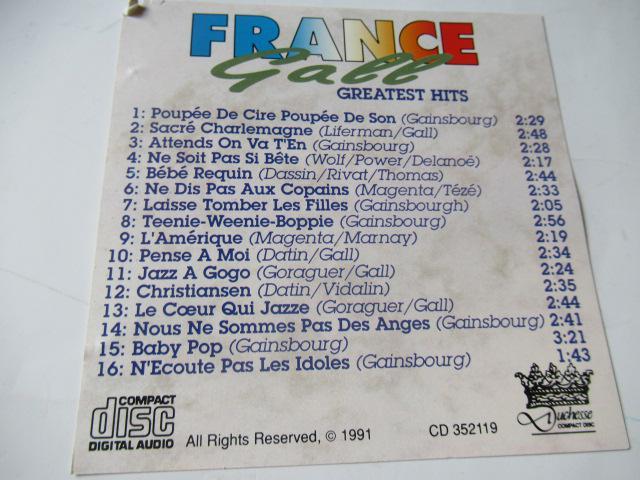 FRANCE
Gall
GREATEST HITS
1: Poupée De Cire Poupée De Son (Gainsbourg) 2:29
2: Sacré Charlemagne (Liferman/Gall) 2:48
3: Attends On Va T'En (Gainsbourg) 2:28
4: Ne Soit Pas Si Bête (Wolf/Power/Delanoë) 2:17
5: Bébé Requin (Dassin/Rivat/Thomas) 2:44
6: Ne Dis Pas Aux Copains (Magenta/Tézé) 2:33
7: Laisse Tomber Les Filles (Gainsbourgh) 2:05
8: Teenie-Weenie-Boppie (Gainsbourg) 2:56
9: L'Amérique (Magenta/Marnay) 2:19
10: Pense A Moi (Datin/Gall) 2:34
11: Jazz A Gogo (Goraguer/Gall) 2:24
12: Christiansen (Datin/Vidalin) 2:35
13: Le Cœur Qui Jazze (Goraguer/Gall) 2:44
14: Nous Ne Sommes Pas Des Anges (Gainsbourg) 2:41
15: Baby Pop (Gainsbourg) 3:21
16: N'Ecoute Pas Les Idoles (Gainsbourg) 1:43
COMPACT
disc
DIGITAL AUDIO
All Rights Reserved, © 1991
CD 352119
Duchesse
COMPACT DISC